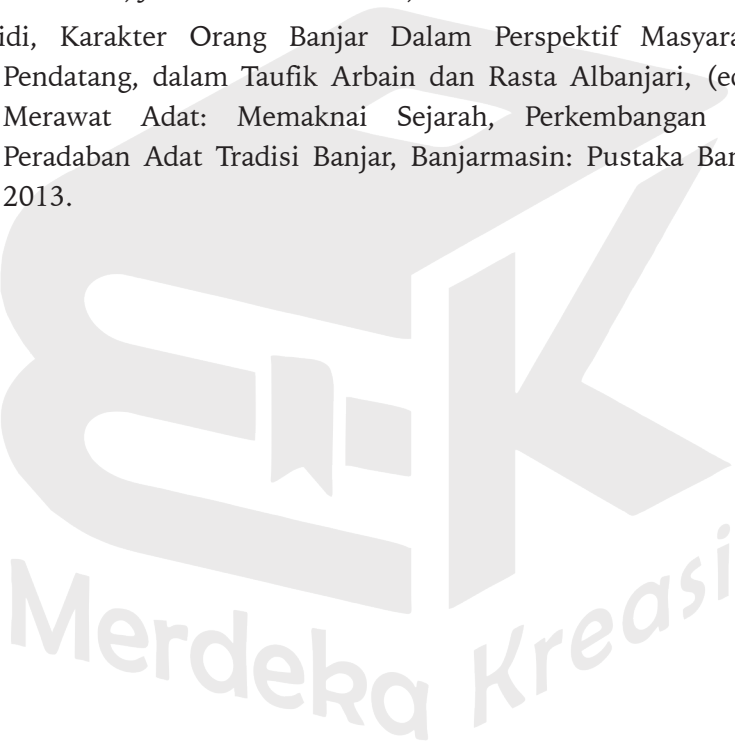 idi, Karakter Orang Banjar Dalam Perspektif Masyara
Pendatang, dalam Taufik Arbain dan Rasta Albanjari, (ed
Merawat Adat: Memaknai Sejarah, Perkembangan
Peradaban Adat Tradisi Banjar, Banjarmasin: Pustaka Ban
2013.
Merdeka Kreasi